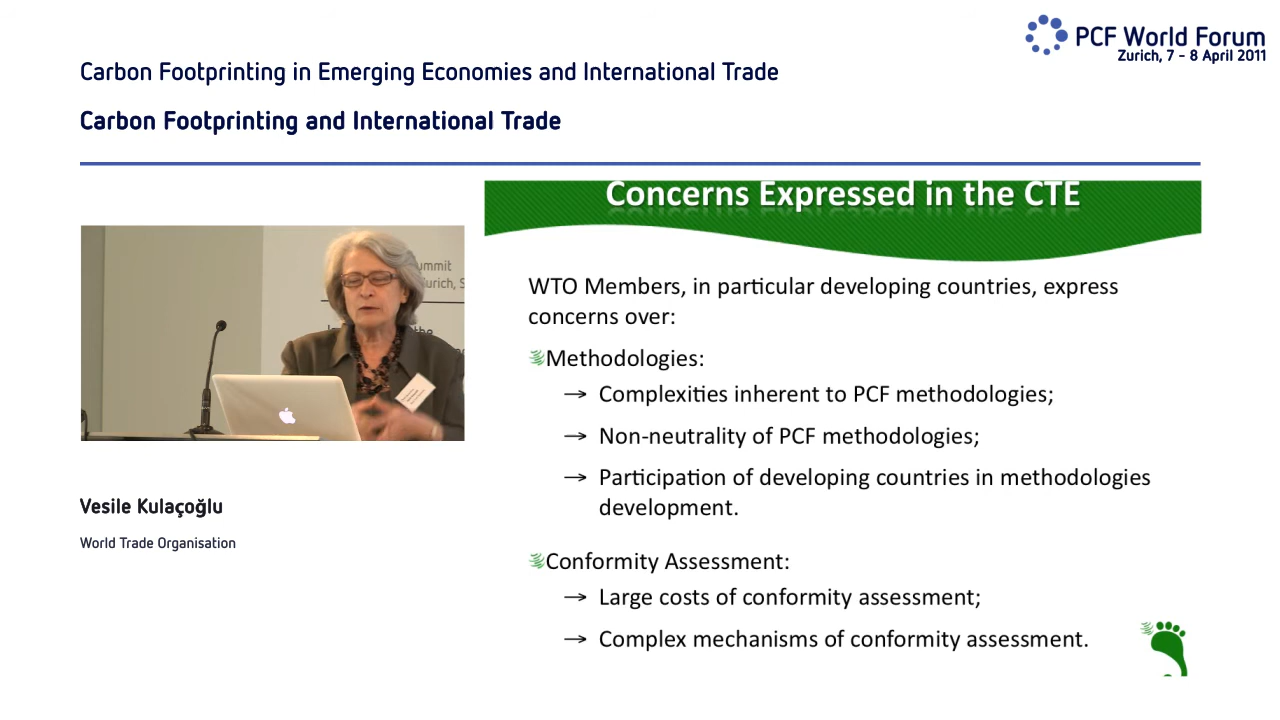 PCF World Forum
Zurich, 7 - 8 April 2011
Carbon Footprinting in Emerging Economies and International Trade
Carbon Footprinting and International Trade
Concerns Expressed in the CTE
WTO Members, in particular developing countries, express
concerns over:
Methodologies:
→ Complexities inherent to PCF methodologies;
→ Non-neutrality of PCF methodologies;
→ Participation of developing countries in methodologies
development.
Conformity Assessment:
→ Large costs of conformity assessment;
→ Complex mechanisms of conformity assessment.
ummit
urich, S
the
Vesile Kulaçoğlu
World Trade Organisation